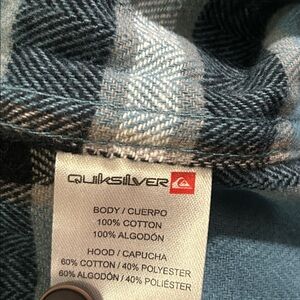 QUIKSILVER
BODY / CUERPO
100% COTTON
100% ALGODÓN
HOOD / CAPUCHA
60% COTTON / 40% POLYESTER
60% ALGODÓN / 40% POLIÉSTER